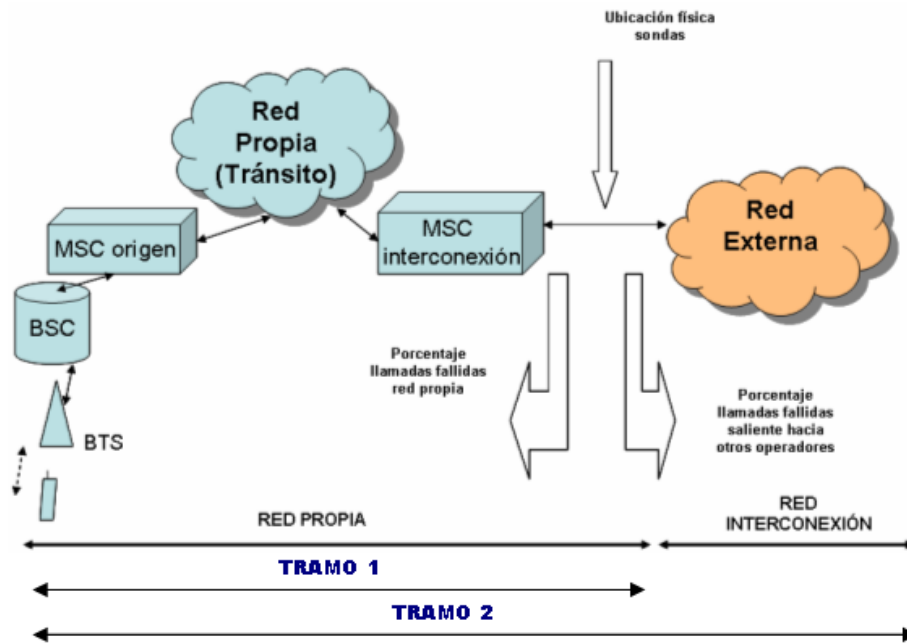 Ubicación física
sondas
Red
Propia
(Tránsito)
MSC origen
MSC
interconexión
Red
Externa
BSC
BTS
Porcentaje
llamadas fallidas
red propia
Porcentaje
llamadas fallidas
saliente hacia
otros operadores
RED PROPIA
RED
INTERCONEXIÓN
TRAMO 1
TRAMO 2